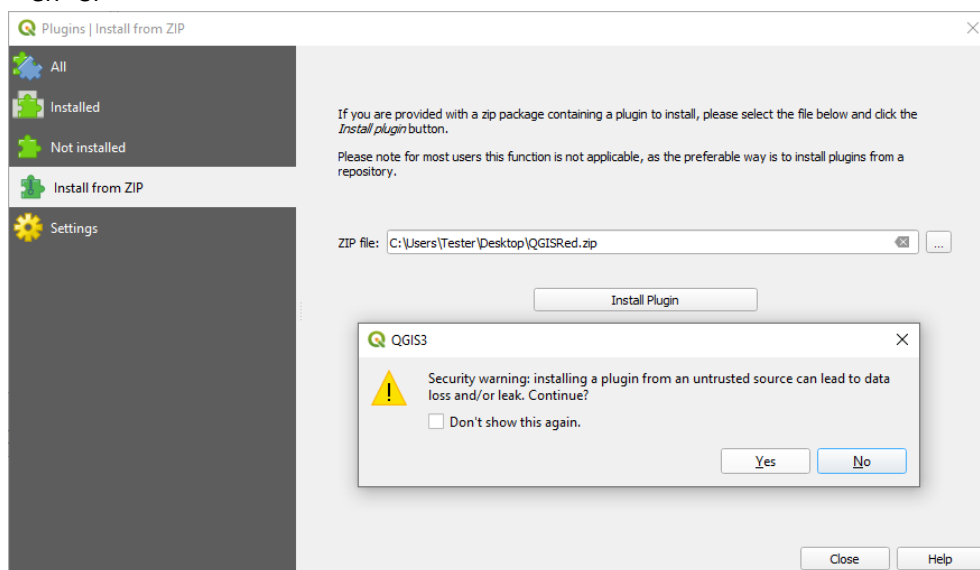 Plugins | Install from ZIP
All
Installed
Not installed
Install from ZIP
Settings
If you are provided with a zip package containing a plugin to install, please select the file below and click the
Install plugin button.
Please note for most users this function is not applicable, as the preferable way is to install plugins from a
repository.
ZIP file: C:\Users\Tester\Desktop\QGISRed.zip ...
Install Plugin
QGIS3
Security warning: installing a plugin from an untrusted source can lead to data
loss and/or leak. Continue?
Don't show this again.
Yes No
Close Help